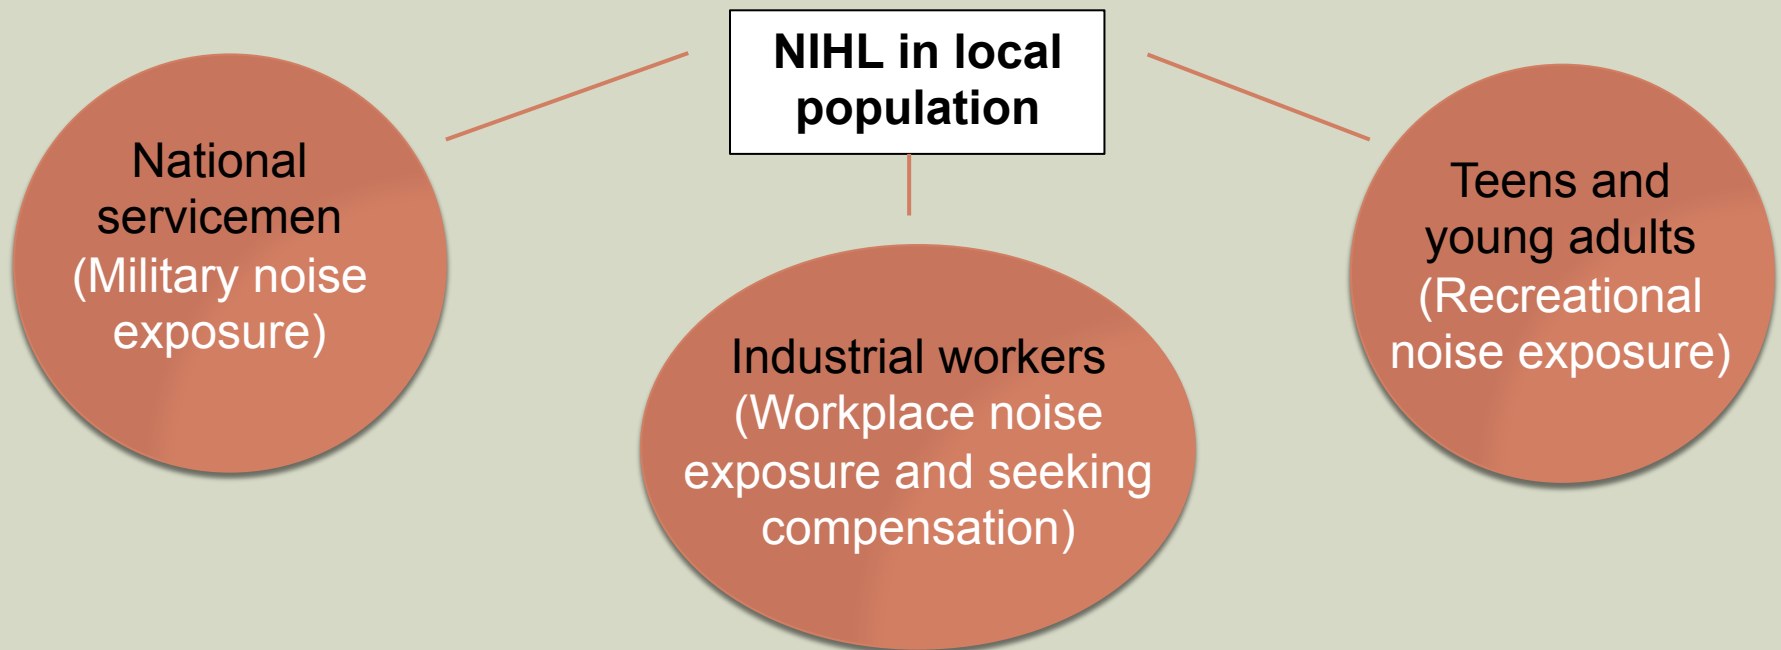 NIHL in local
population
National
servicemen
(Military noise
exposure)
Industrial workers
(Workplace noise
exposure and seeking
compensation)
Teens and
young adults
(Recreational
noise exposure)